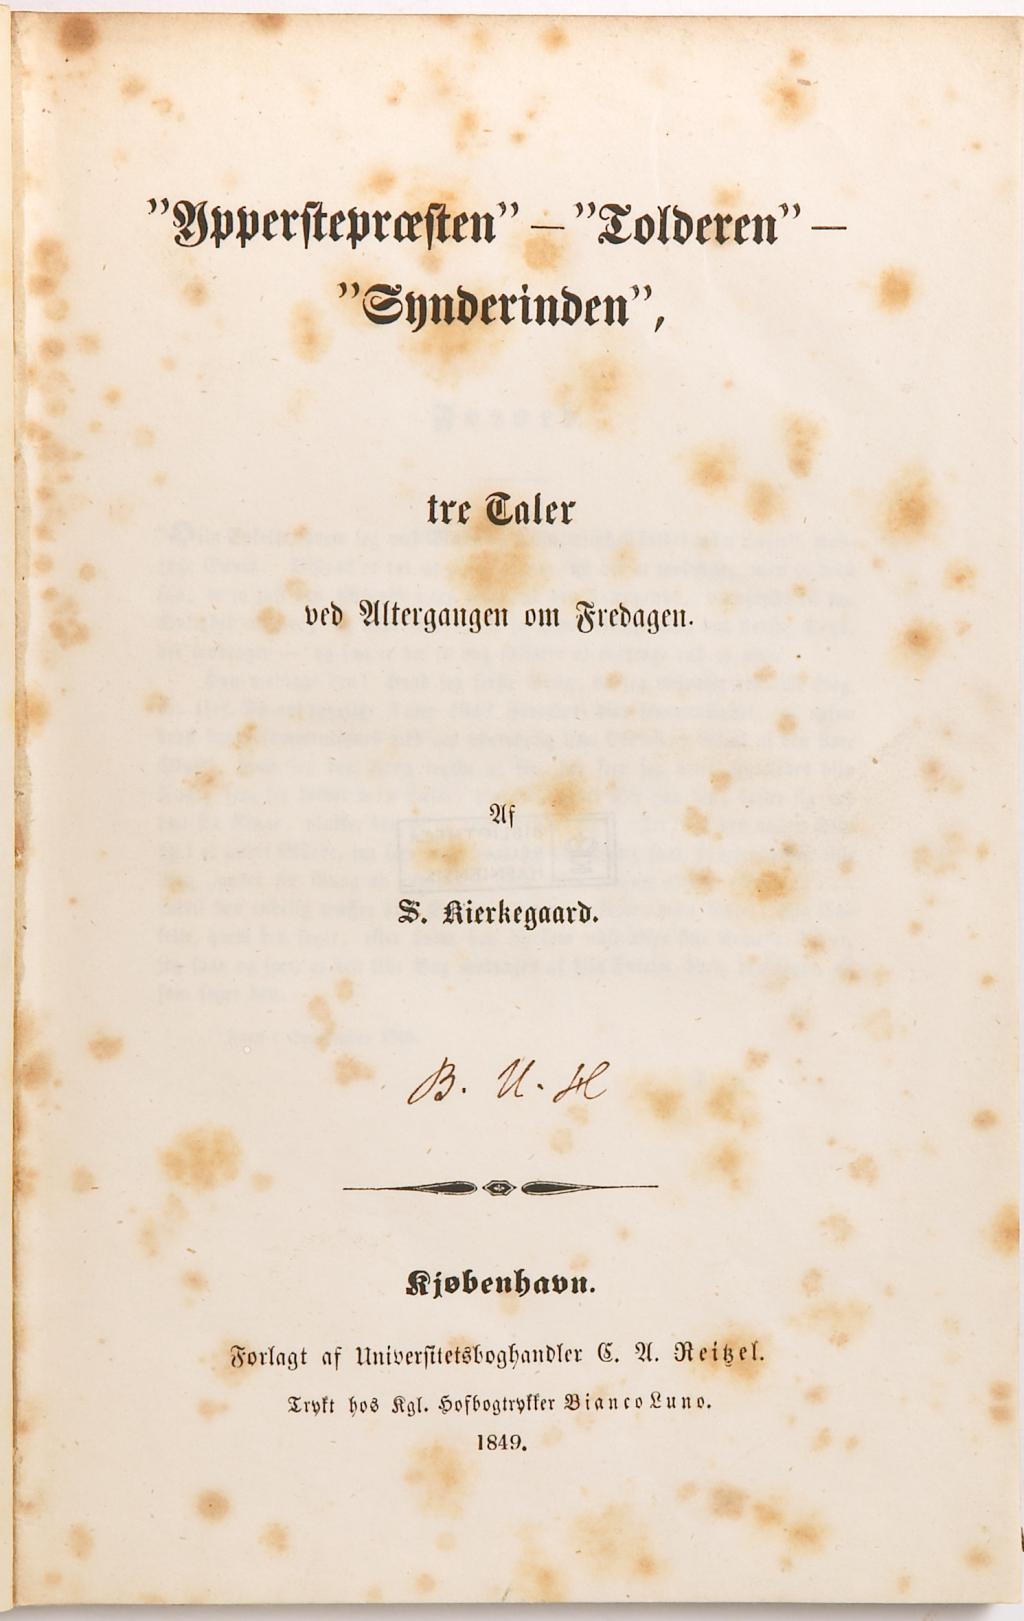 "Ypperstepræsten" — "Tolderen" —
"Synderinden",
tre Taler
ved Altergangen om Fredagen.
Af
S. Kierkegaard.
B. U. H
Kjøbenhavn.
Forlagt af Universitetsboghandler C. A. Reitzel.
Trykt hos Kgl. Hofbogtrykker Bianco Luno.
1849.